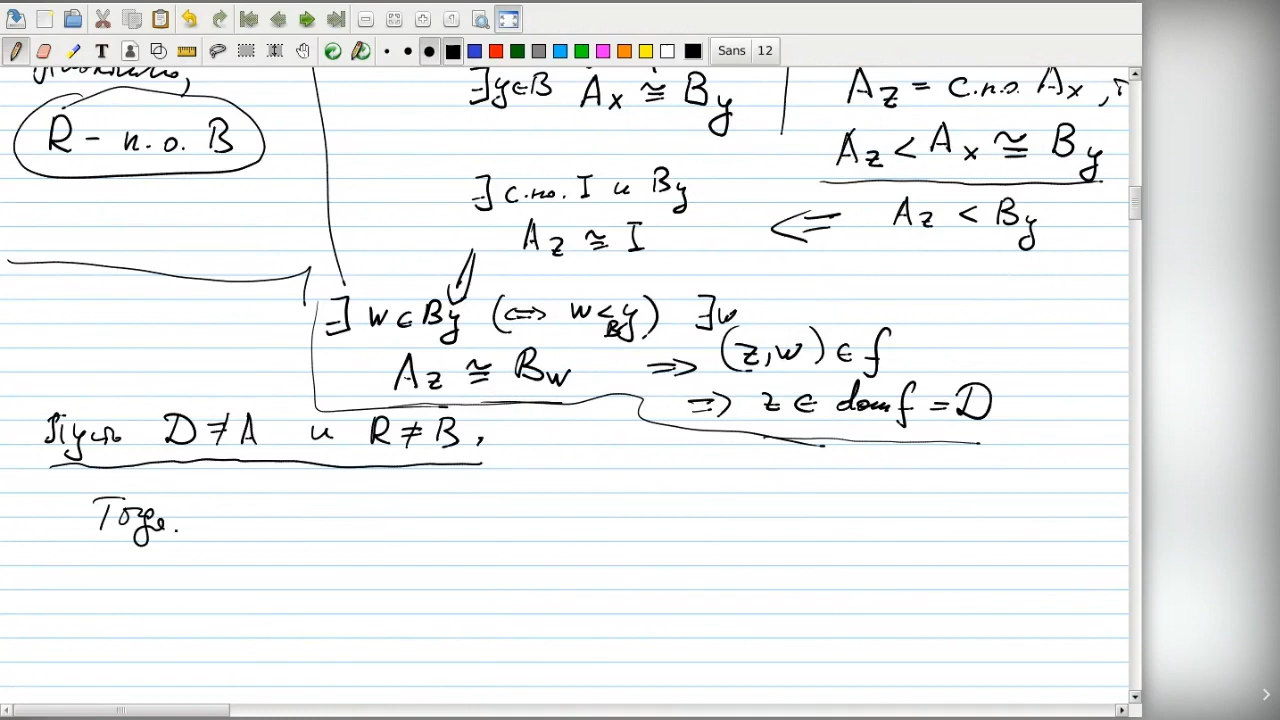 Sans 12
R - н.о. B
∃y∈B A_x ≅ B_y
A_z = с.н.о. A_x ,
A_z < A_x ≅ B_y
A_z < B_y
⇐
∃ с.н.о. I и B_y
A_z ≅ I
∃ w ∈ B_y (⇔ w <_B y) ∃w
A_z ≅ B_w ⇒ (z,w) ∈ f
⇒ z ∈ dom f = D
Пусть D ≠ A и R ≠ B,
Тогда